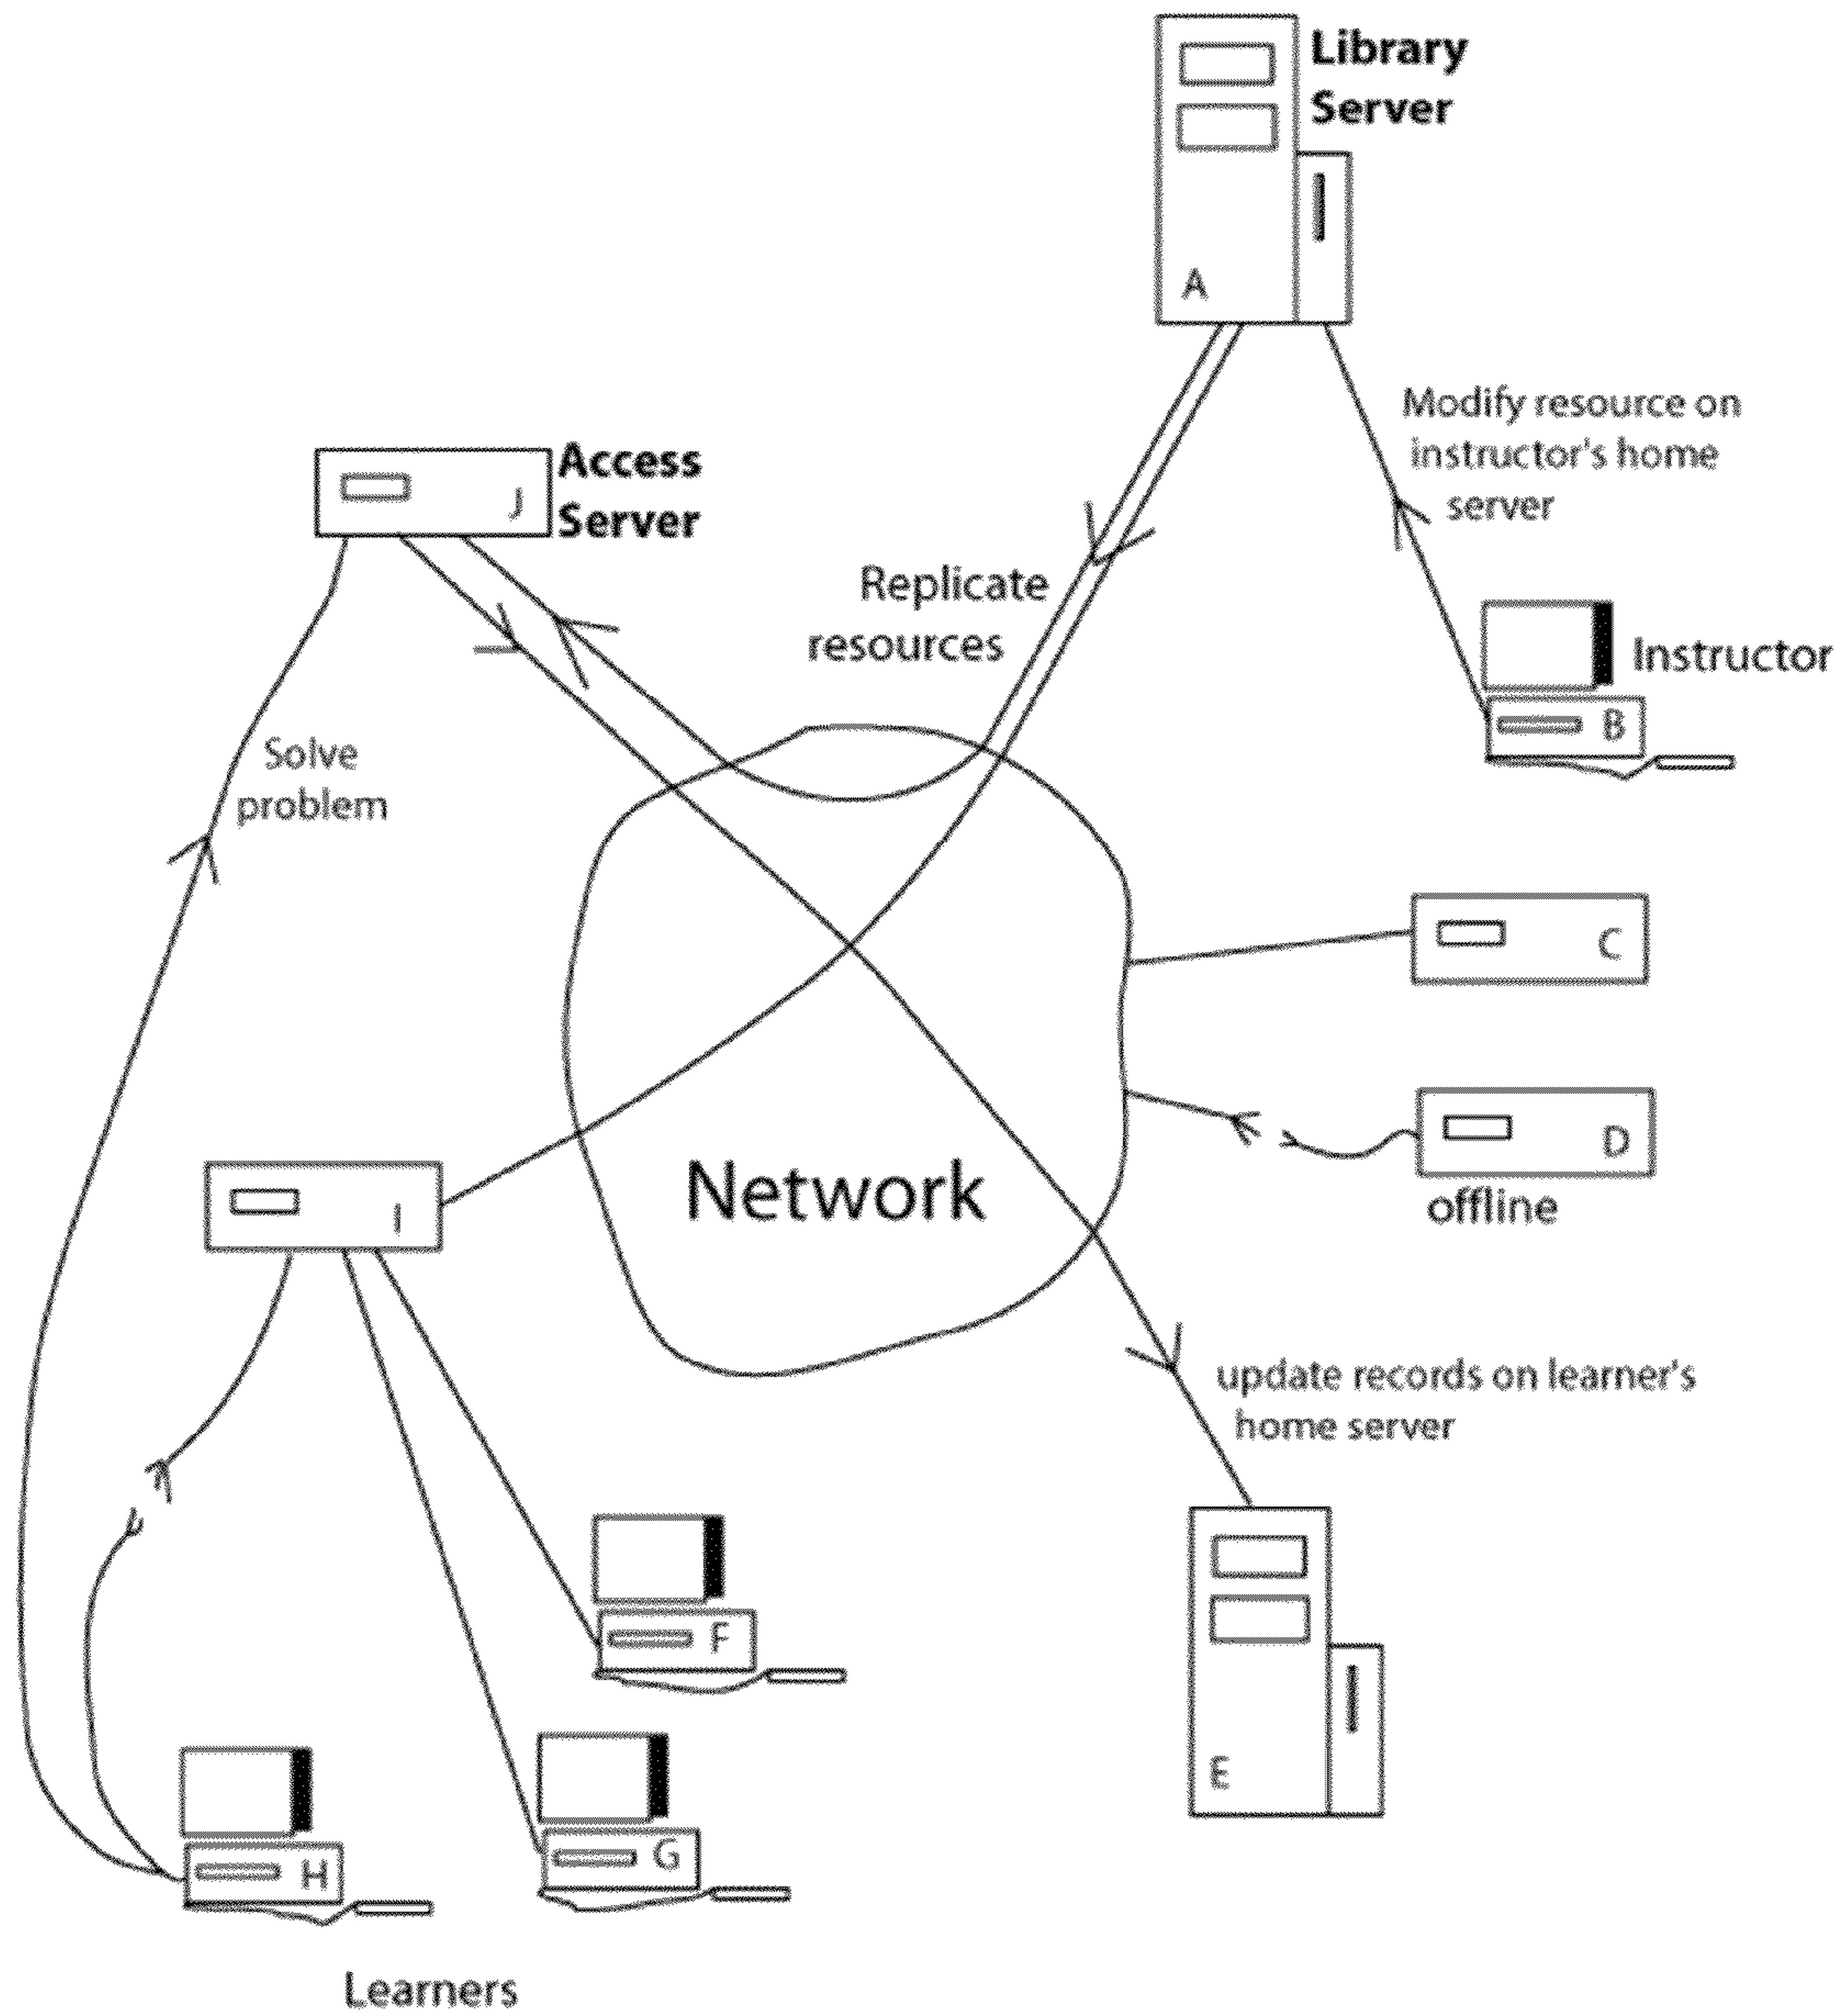 Library
Server
A
Modify resource on
instructor's home
server
Access
Server
J
Replicate
resources
Instructor
B
Solve
problem
C
D
offline
Network
I
update records on learner's
home server
F
E
G
H
Learners